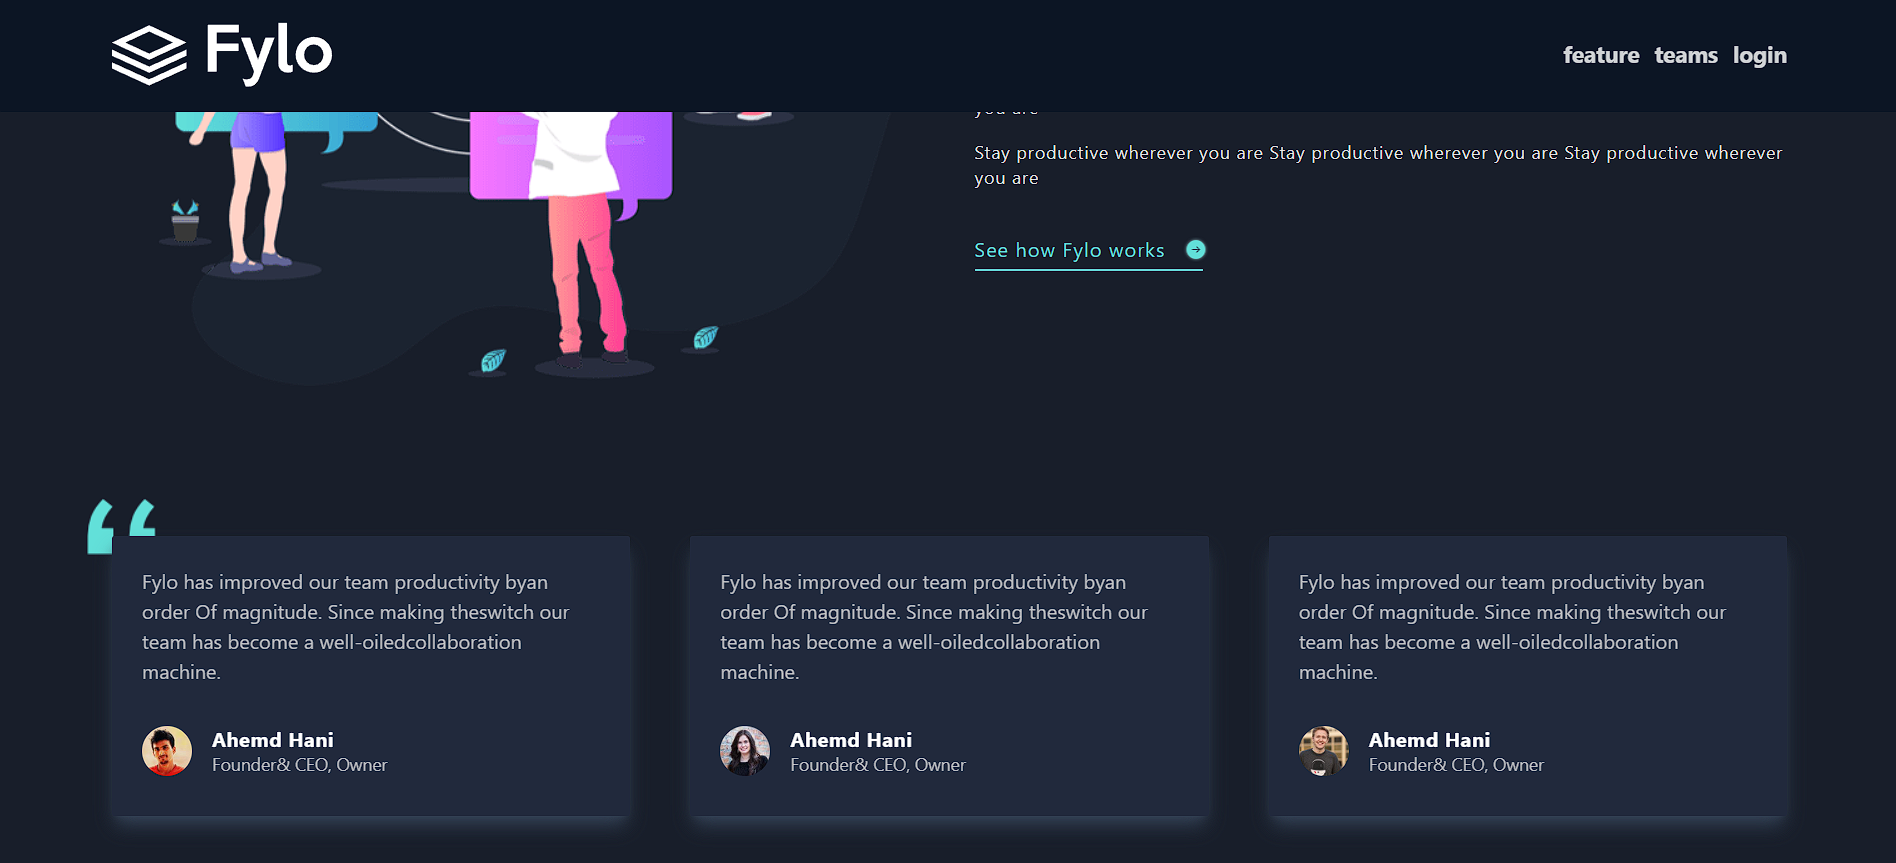 Fylo
feature teams login
you are
Stay productive wherever you are Stay productive wherever you are Stay productive wherever
you are
See how Fylo works
“
Fylo has improved our team productivity byan
order Of magnitude. Since making theswitch our
team has become a well-oiledcollaboration
machine.
Ahemd Hani
Founder& CEO, Owner
Fylo has improved our team productivity byan
order Of magnitude. Since making theswitch our
team has become a well-oiledcollaboration
machine.
Ahemd Hani
Founder& CEO, Owner
Fylo has improved our team productivity byan
order Of magnitude. Since making theswitch our
team has become a well-oiledcollaboration
machine.
Ahemd Hani
Founder& CEO, Owner